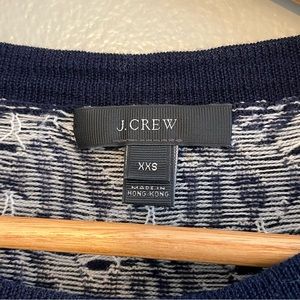 J.CREW
XXS
MADE IN
HONG KONG